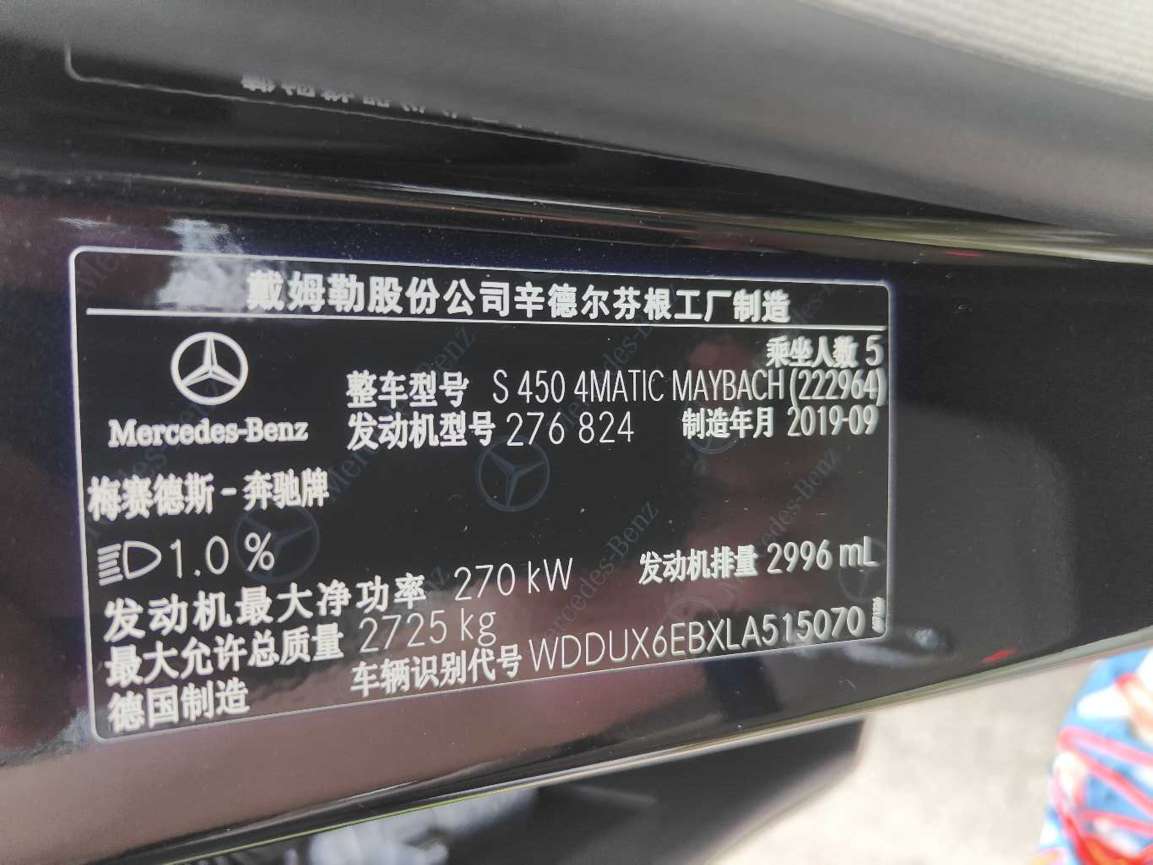 戴姆勒股份公司辛德尔芬根工厂制造
乘坐人数 5
整车型号 S 450 4MATIC MAYBACH (222964)
Mercedes-Benz
发动机型号 276 824 制造年月 2019-09
梅赛德斯-奔驰牌
1.0 %
发动机最大净功率 270 kW 发动机排量 2996 mL
最大允许总质量 2725 kg
车辆识别代号 WDDUX6EBXLA515070
德国制造